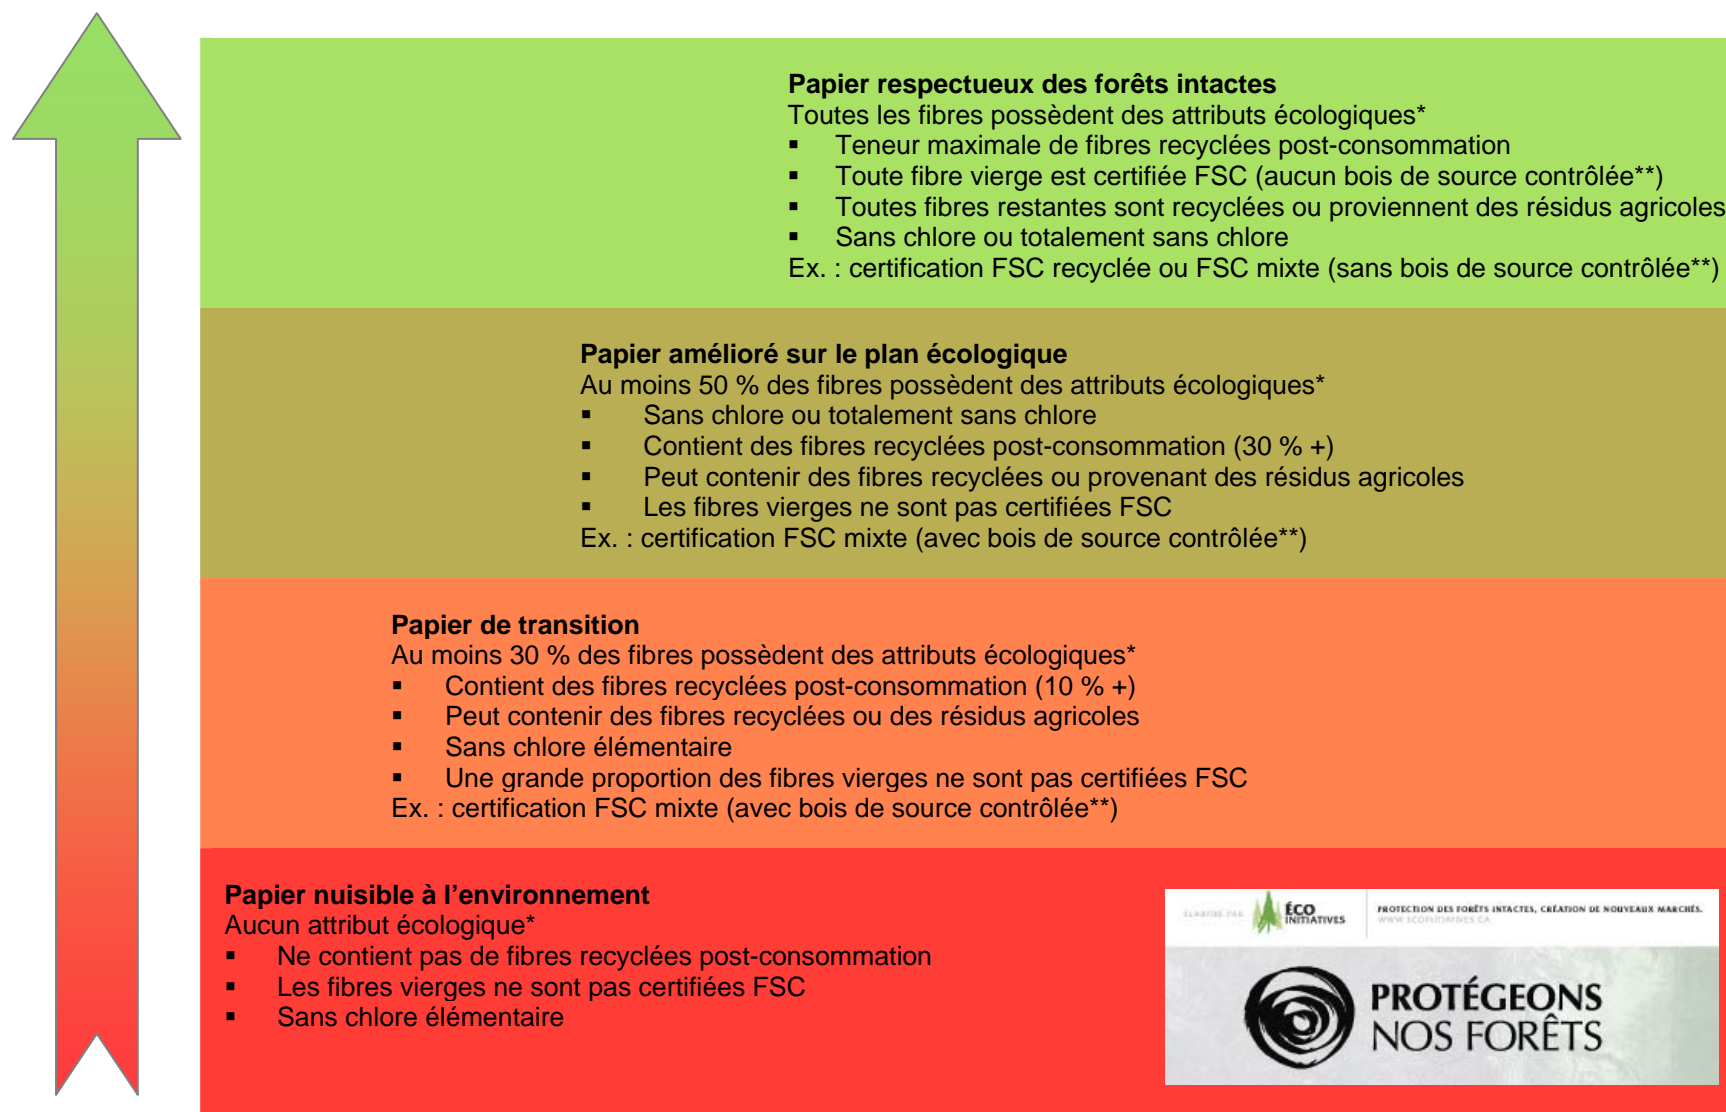 Papier respectueux des forêts intactes
Toutes les fibres possèdent des attributs écologiques*
▪ Teneur maximale de fibres recyclées post-consommation
▪ Toute fibre vierge est certifiée FSC (aucun bois de source contrôlée**)
▪ Toutes fibres restantes sont recyclées ou proviennent des résidus agricoles
▪ Sans chlore ou totalement sans chlore
Ex. : certification FSC recyclée ou FSC mixte (sans bois de source contrôlée**)
Papier amélioré sur le plan écologique
Au moins 50 % des fibres possèdent des attributs écologiques*
▪ Sans chlore ou totalement sans chlore
▪ Contient des fibres recyclées post-consommation (30 % +)
▪ Peut contenir des fibres recyclées ou provenant des résidus agricoles
▪ Les fibres vierges ne sont pas certifiées FSC
Ex. : certification FSC mixte (avec bois de source contrôlée**)
Papier de transition
Au moins 30 % des fibres possèdent des attributs écologiques*
▪ Contient des fibres recyclées post-consommation (10 % +)
▪ Peut contenir des fibres recyclées ou des résidus agricoles
▪ Sans chlore élémentaire
▪ Une grande proportion des fibres vierges ne sont pas certifiées FSC
Ex. : certification FSC mixte (avec bois de source contrôlée**)
Papier nuisible à l’environnement
Aucun attribut écologique*
▪ Ne contient pas de fibres recyclées post-consommation
▪ Les fibres vierges ne sont pas certifiées FSC
▪ Sans chlore élémentaire
ÉLABORÉ PAR
ÉCO
INITIATIVES
PROTECTION DES FORÊTS INTACTES, CRÉATION DE NOUVEAUX MARCHÉS.
WWW.ECOINITIATIVES.CA
PROTÉGEONS
NOS FORÊTS